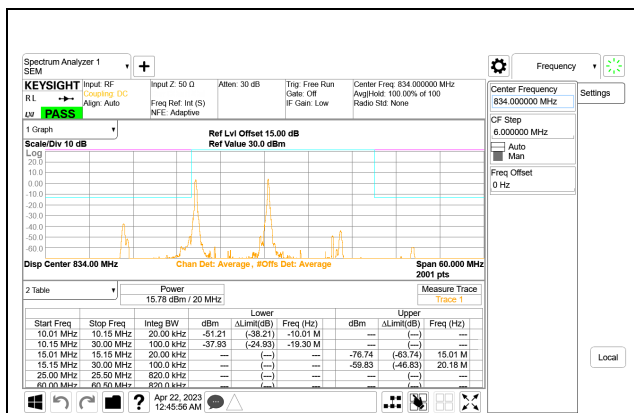 Spectrum Analyzer 1
SEM
Frequency
KEYSIGHT
Input: RF
Coupling: DC
Align: Auto
Input Z: 50 Ω
Freq Ref: Int (S)
NFE: Adaptive
Atten: 30 dB
Trig: Free Run
Gate: Off
IF Gain: Low
Center Freq: 834.000000 MHz
Avg|Hold: 100.00% of 100
Radio Std: None
R L
LXI
PASS
Center Frequency
834.000000 MHz
Settings
CF Step
6.000000 MHz
Auto
Man
Freq Offset
0 Hz
Local
1 Graph
Scale/Div 10 dB
Ref Lvl Offset 15.00 dB
Ref Value 30.0 dBm
Log
20.0
10.0
0.00
-10.0
-20.0
-30.0
-40.0
-50.0
-60.0
Disp Center 834.00 MHz
Chan Det: Average, #Offs Det: Average
Span 60.000 MHz
2001 pts
2 Table
Power
15.78 dBm / 20 MHz
Measure Trace
Trace 1
Lower Upper
Start Freq Stop Freq Integ BW dBm ΔLimit(dB) Freq (Hz) dBm ΔLimit(dB) Freq (Hz)
10.01 MHz 10.15 MHz 20.00 kHz -51.21 (-38.21) -10.01 M --- (---) ---
10.15 MHz 30.00 MHz 100.0 kHz -37.93 (-24.93) -19.30 M --- (---) ---
15.01 MHz 15.15 MHz 20.00 kHz --- (---) --- -76.74 (-63.74) 15.01 M
15.15 MHz 30.00 MHz 100.0 kHz --- (---) --- -59.83 (-46.83) 20.18 M
25.00 MHz 25.50 MHz 820.0 kHz --- (---) --- --- (---) ---
60.00 MHz 60.50 MHz 820.0 kHz --- (---) --- --- (---) ---
Apr 22, 2023
12:45:56 AM